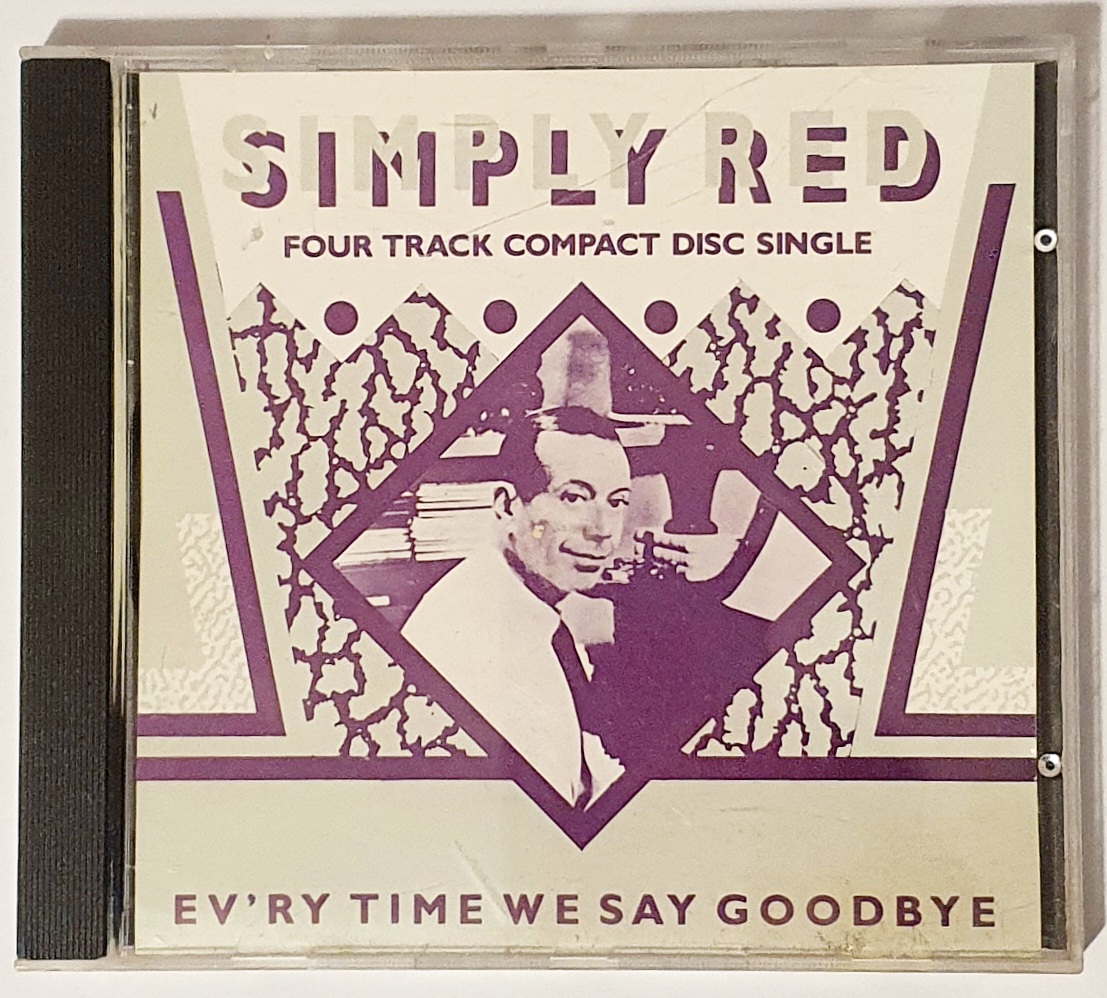 SIMPLY RED
FOUR TRACK COMPACT DISC SINGLE
EV'RY TIME WE SAY GOODBYE